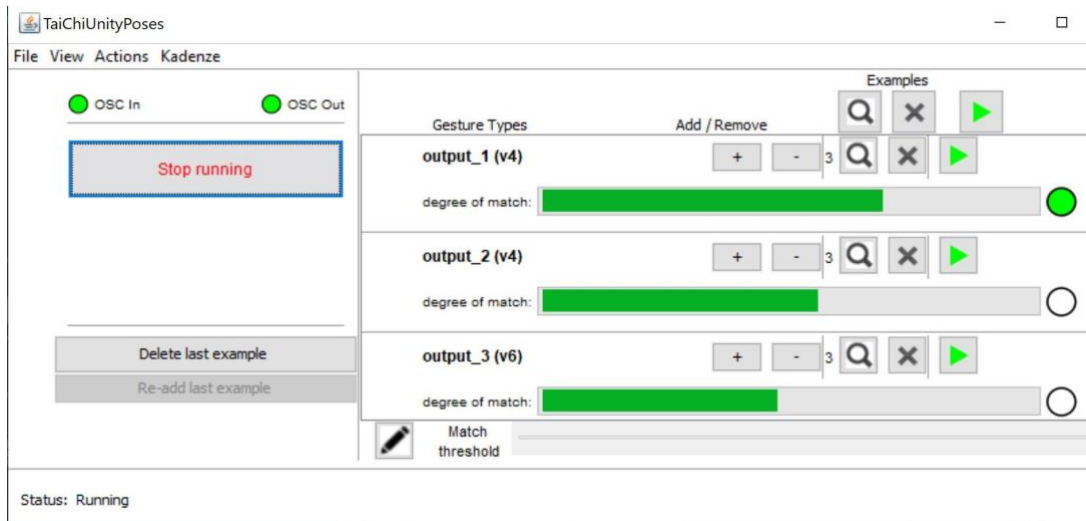 TaiChiUnityPoses
File View Actions Kadenze
OSC In OSC Out
Stop running
Delete last example
Re-add last example
Examples
Gesture Types Add / Remove
output_1 (v4) + - 3
degree of match:
output_2 (v4) + - 3
degree of match:
output_3 (v6) + - 3
degree of match:
Match
threshold
Status: Running